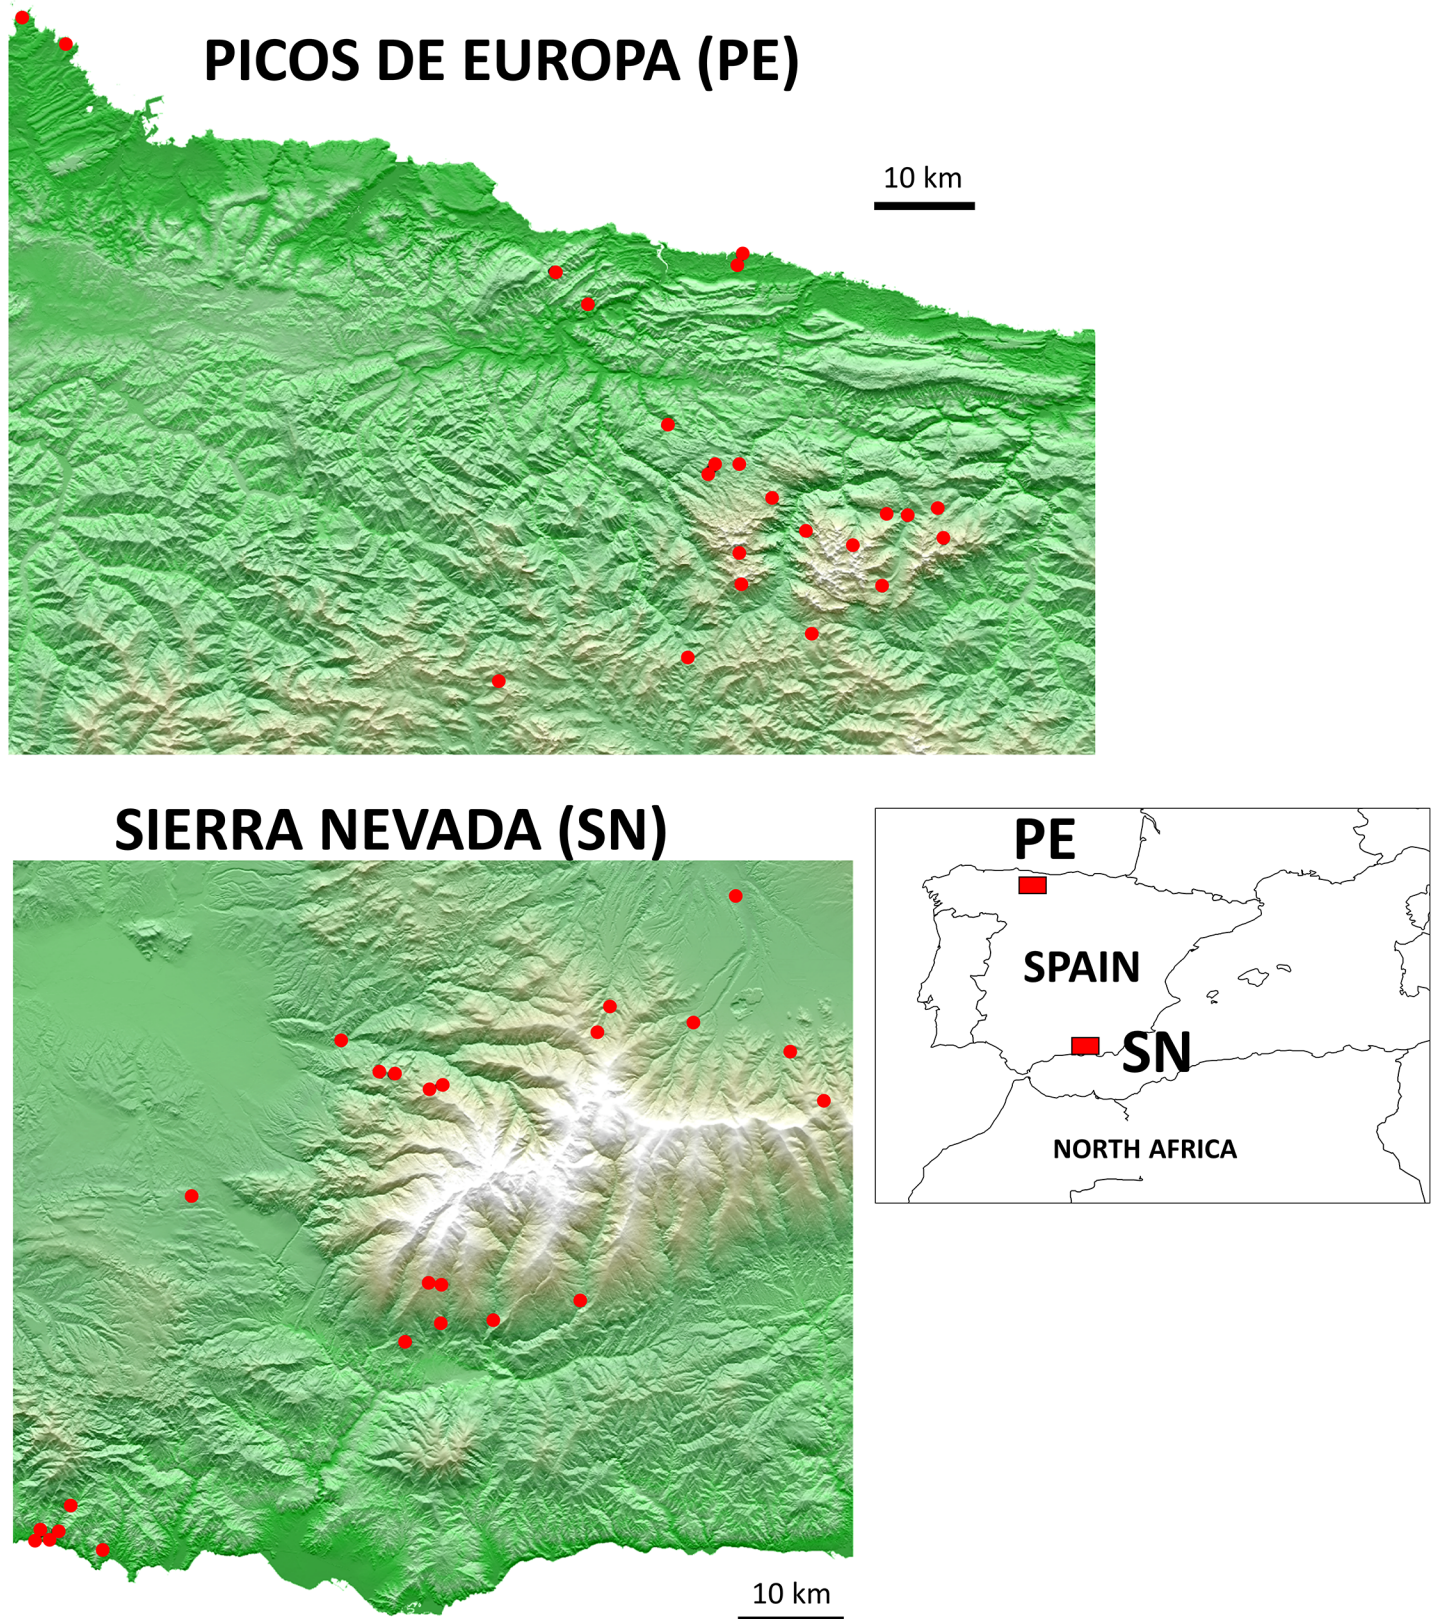 PICOS DE EUROPA (PE)
10 km
SIERRA NEVADA (SN)
PE
SPAIN
SN
NORTH AFRICA
10 km